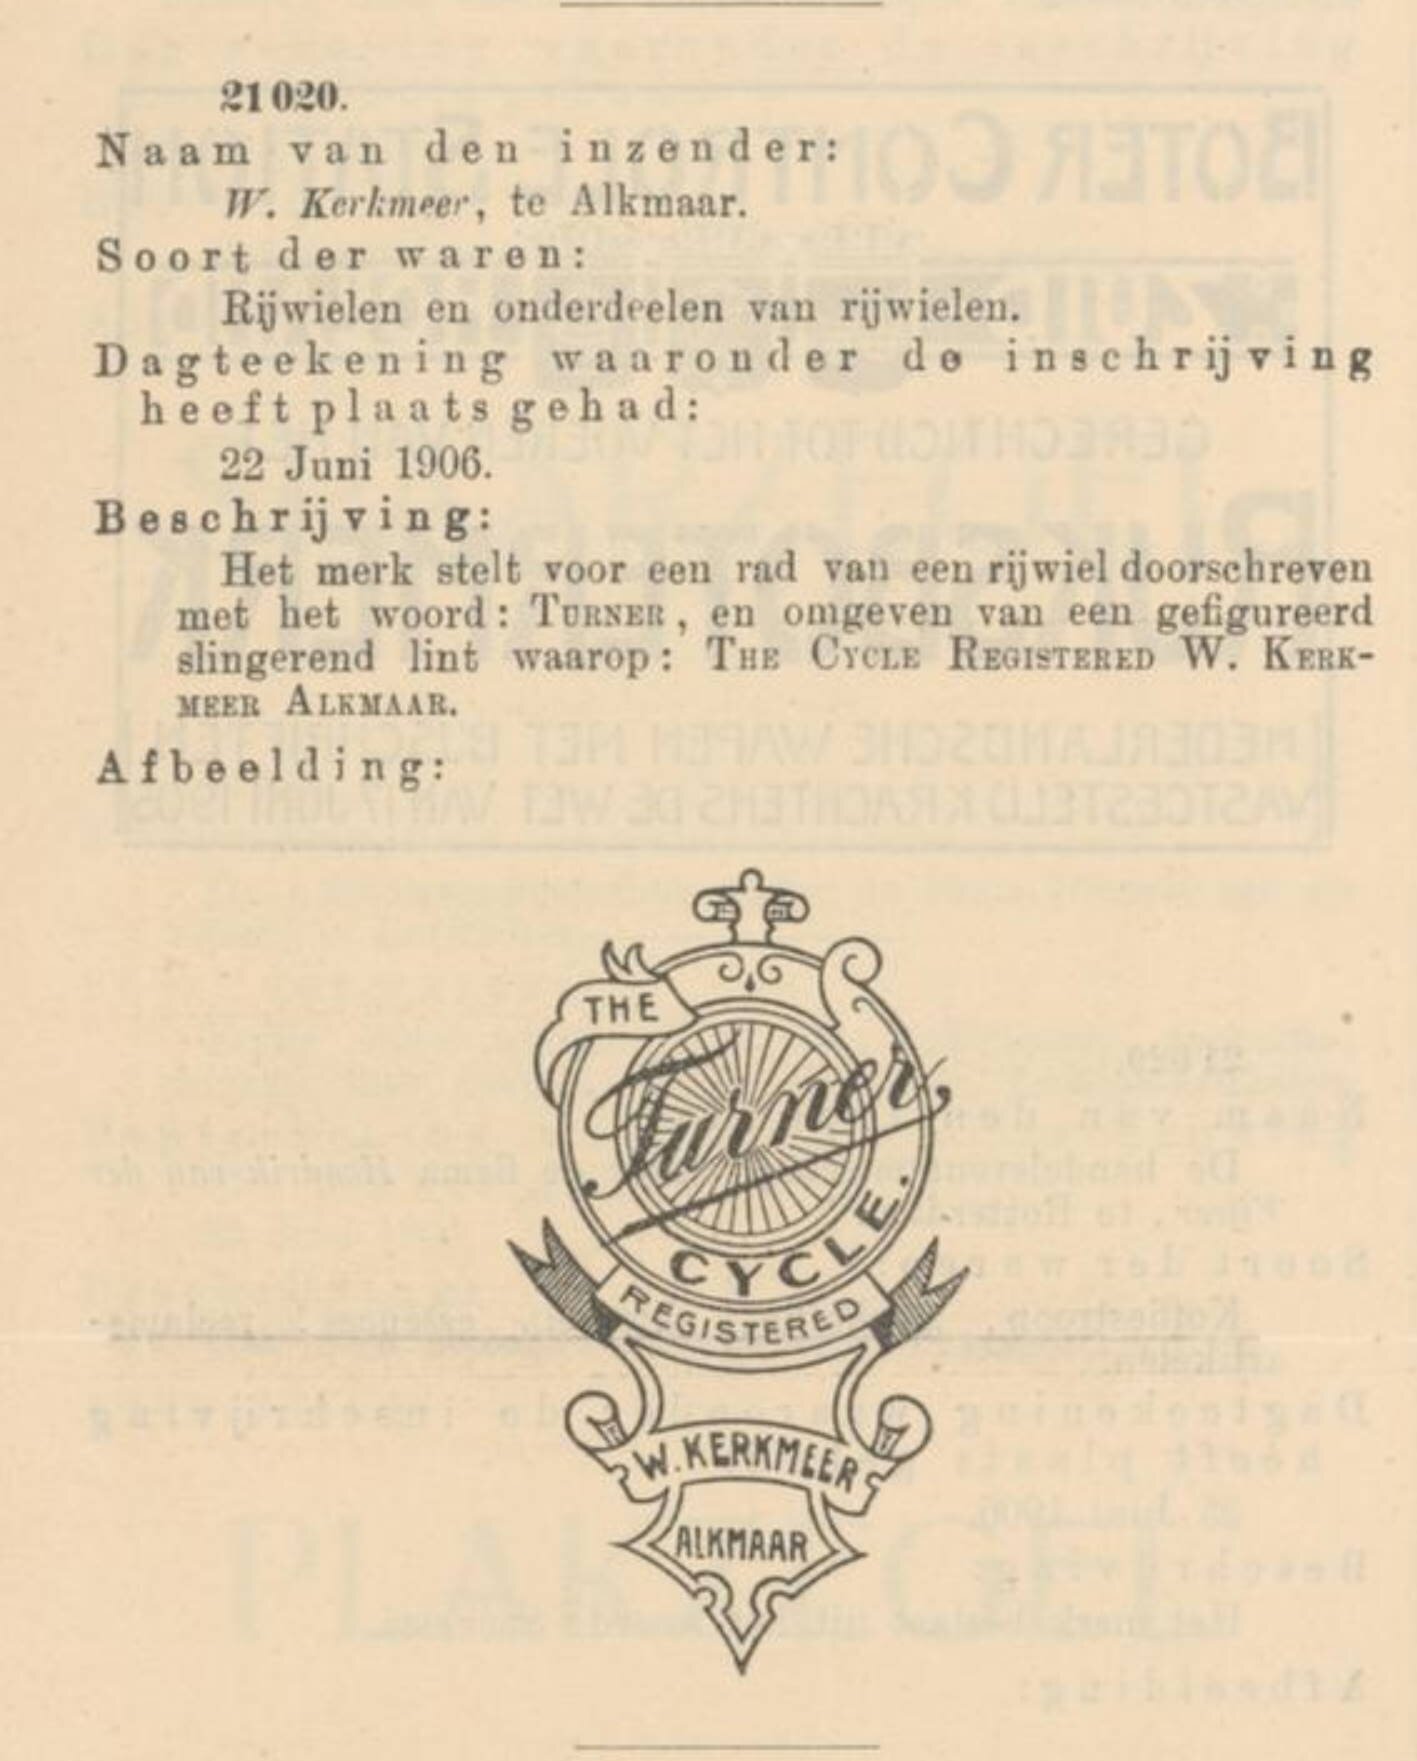 21 020.
Naam van den inzender:
W. Kerkmeer, te Alkmaar.
Soort der waren:
Rijwielen en onderdeelen van rijwielen.
Dagteekening waaronder de inschrijving
heeft plaats gehad:
22 Juni 1906.
Beschrijving:
Het merk stelt voor een rad van een rijwiel doorschreven
met het woord: TURNER, en omgeven van een gefigureerd
slingerend lint waarop: THE CYCLE REGISTERED W. KERK-
MEER ALKMAAR.
Afbeelding:
THE
Turner
CYCLE.
REGISTERED
W. KERKMEER
ALKMAAR